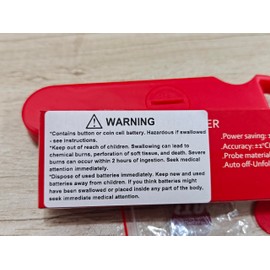 WARNING
*Contains button or coin cell battery. Hazardous if swallowed
- see instructions.
*Keep out of reach of children. Swallowing can lead to
chemical burns, perforation of soft tissue, and death. Severe
burns can occur within 2 hours of ingestion. Seek medical
attention immediately.
*Dispose of used batteries immediately. Keep new and used
batteries away from children. If you think batteries might
have been swallowed or placed inside any part of the body,
seek immediate medical attention.
ER
.Power saving:
.Accuracy: ±1°C
.Probe material
.Auto off-Unfol